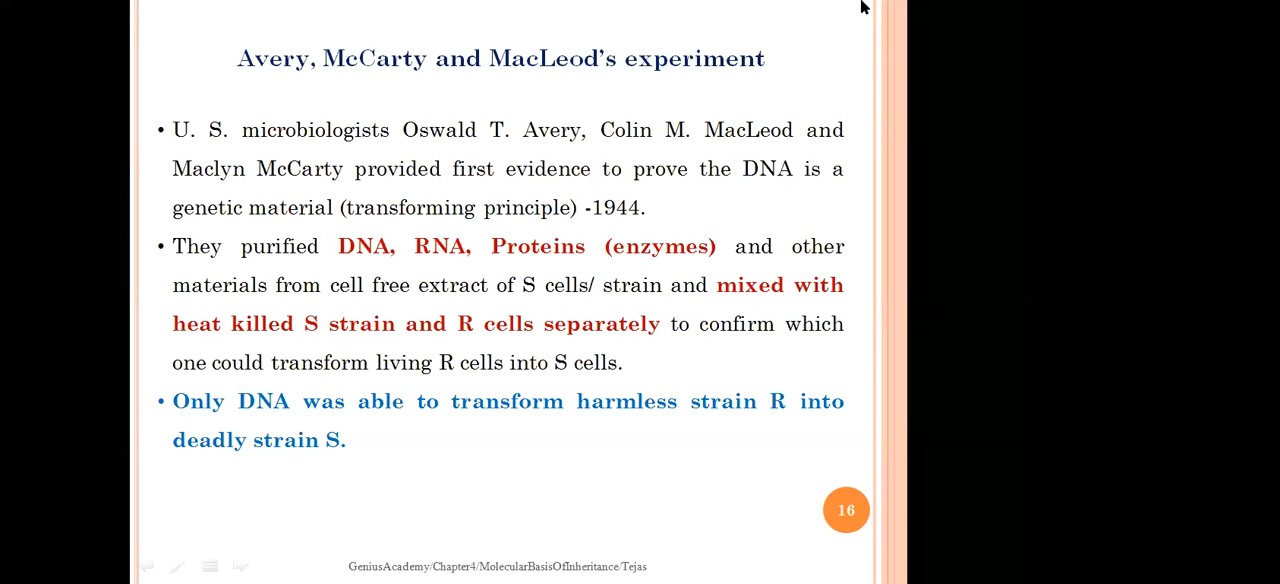 Avery, McCarty and MacLeod's experiment
• U. S. microbiologists Oswald T. Avery, Colin M. MacLeod and
Maclyn McCarty provided first evidence to prove the DNA is a
genetic material (transforming principle) -1944.
• They purified DNA, RNA, Proteins (enzymes) and other
materials from cell free extract of S cells/ strain and mixed with
heat killed S strain and R cells separately to confirm which
one could transform living R cells into S cells.
• Only DNA was able to transform harmless strain R into
deadly strain S.
16
GeniusAcademy/Chapter4/MolecularBasisOfInheritance/Tejas